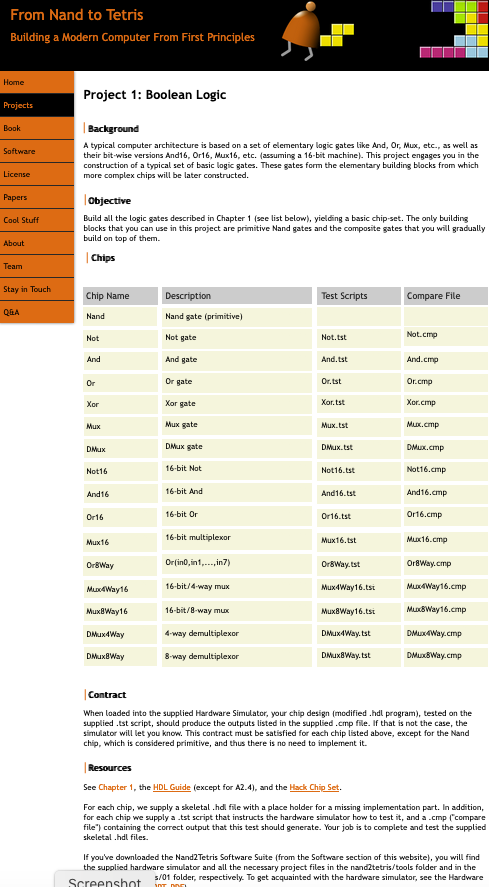 From Nand to Tetris
Building a Modern Computer From First Principles
Home
Projects
Book
Software
License
Papers
Cool Stuff
About
Team
Stay in Touch
Q&A
Project 1: Boolean Logic
Background
A typical computer architecture is based on a set of elementary logic gates like And, Or, Mux, etc., as well as
their bit-wise versions And16, Or16, Mux16, etc. (assuming a 16-bit machine). This project engages you in the
construction of a typical set of basic logic gates. These gates form the elementary building blocks from which
more complex chips will be later constructed.
Objective
Build all the logic gates described in Chapter 1 (see list below), yielding a basic chip-set. The only building
blocks that you can use in this project are primitive Nand gates and the composite gates that you will gradually
build on top of them.
Chips
Chip Name Description Test Scripts Compare File
Nand Nand gate (primitive)
Not Not gate Not.tst Not.cmp
And And gate And.tst And.cmp
Or Or gate Or.tst Or.cmp
Xor Xor gate Xor.tst Xor.cmp
Mux Mux gate Mux.tst Mux.cmp
DMux DMux gate DMux.tst DMux.cmp
Not16 16-bit Not Not16.tst Not16.cmp
And16 16-bit And And16.tst And16.cmp
Or16 16-bit Or Or16.tst Or16.cmp
Mux16 16-bit multiplexor Mux16.tst Mux16.cmp
Or8Way Or(in0,in1,...,in7) Or8Way.tst Or8Way.cmp
Mux4Way16 16-bit/4-way mux Mux4Way16.tst Mux4Way16.cmp
Mux8Way16 16-bit/8-way mux Mux8Way16.tst Mux8Way16.cmp
DMux4Way 4-way demultiplexor DMux4Way.tst DMux4Way.cmp
DMux8Way 8-way demultiplexor DMux8Way.tst DMux8Way.cmp
Contract
When loaded into the supplied Hardware Simulator, your chip design (modified .hdl program), tested on the
supplied .tst script, should produce the outputs listed in the supplied .cmp file. If that is not the case, the
simulator will let you know. This contract must be satisfied for each chip listed above, except for the Nand
chip, which is considered primitive, and thus there is no need to implement it.
Resources
See Chapter 1, the HDL Guide (except for A2.4), and the Hack Chip Set.
For each chip, we supply a skeletal .hdl file with a place holder for a missing implementation part. In addition,
for each chip we supply a .tst script that instructs the hardware simulator how to test it, and a .cmp ("compare
file") containing the correct output that this test should generate. Your job is to complete and test the supplied
skeletal .hdl files.
If you've downloaded the Nand2Tetris Software Suite (from the Software section of this website), you will find
the supplied hardware simulator and all the necessary project files in the nand2tetris/tools folder and in the
s/01 folder, respectively. To get acquainted with the hardware simulator, see the Hardware
Screenshot